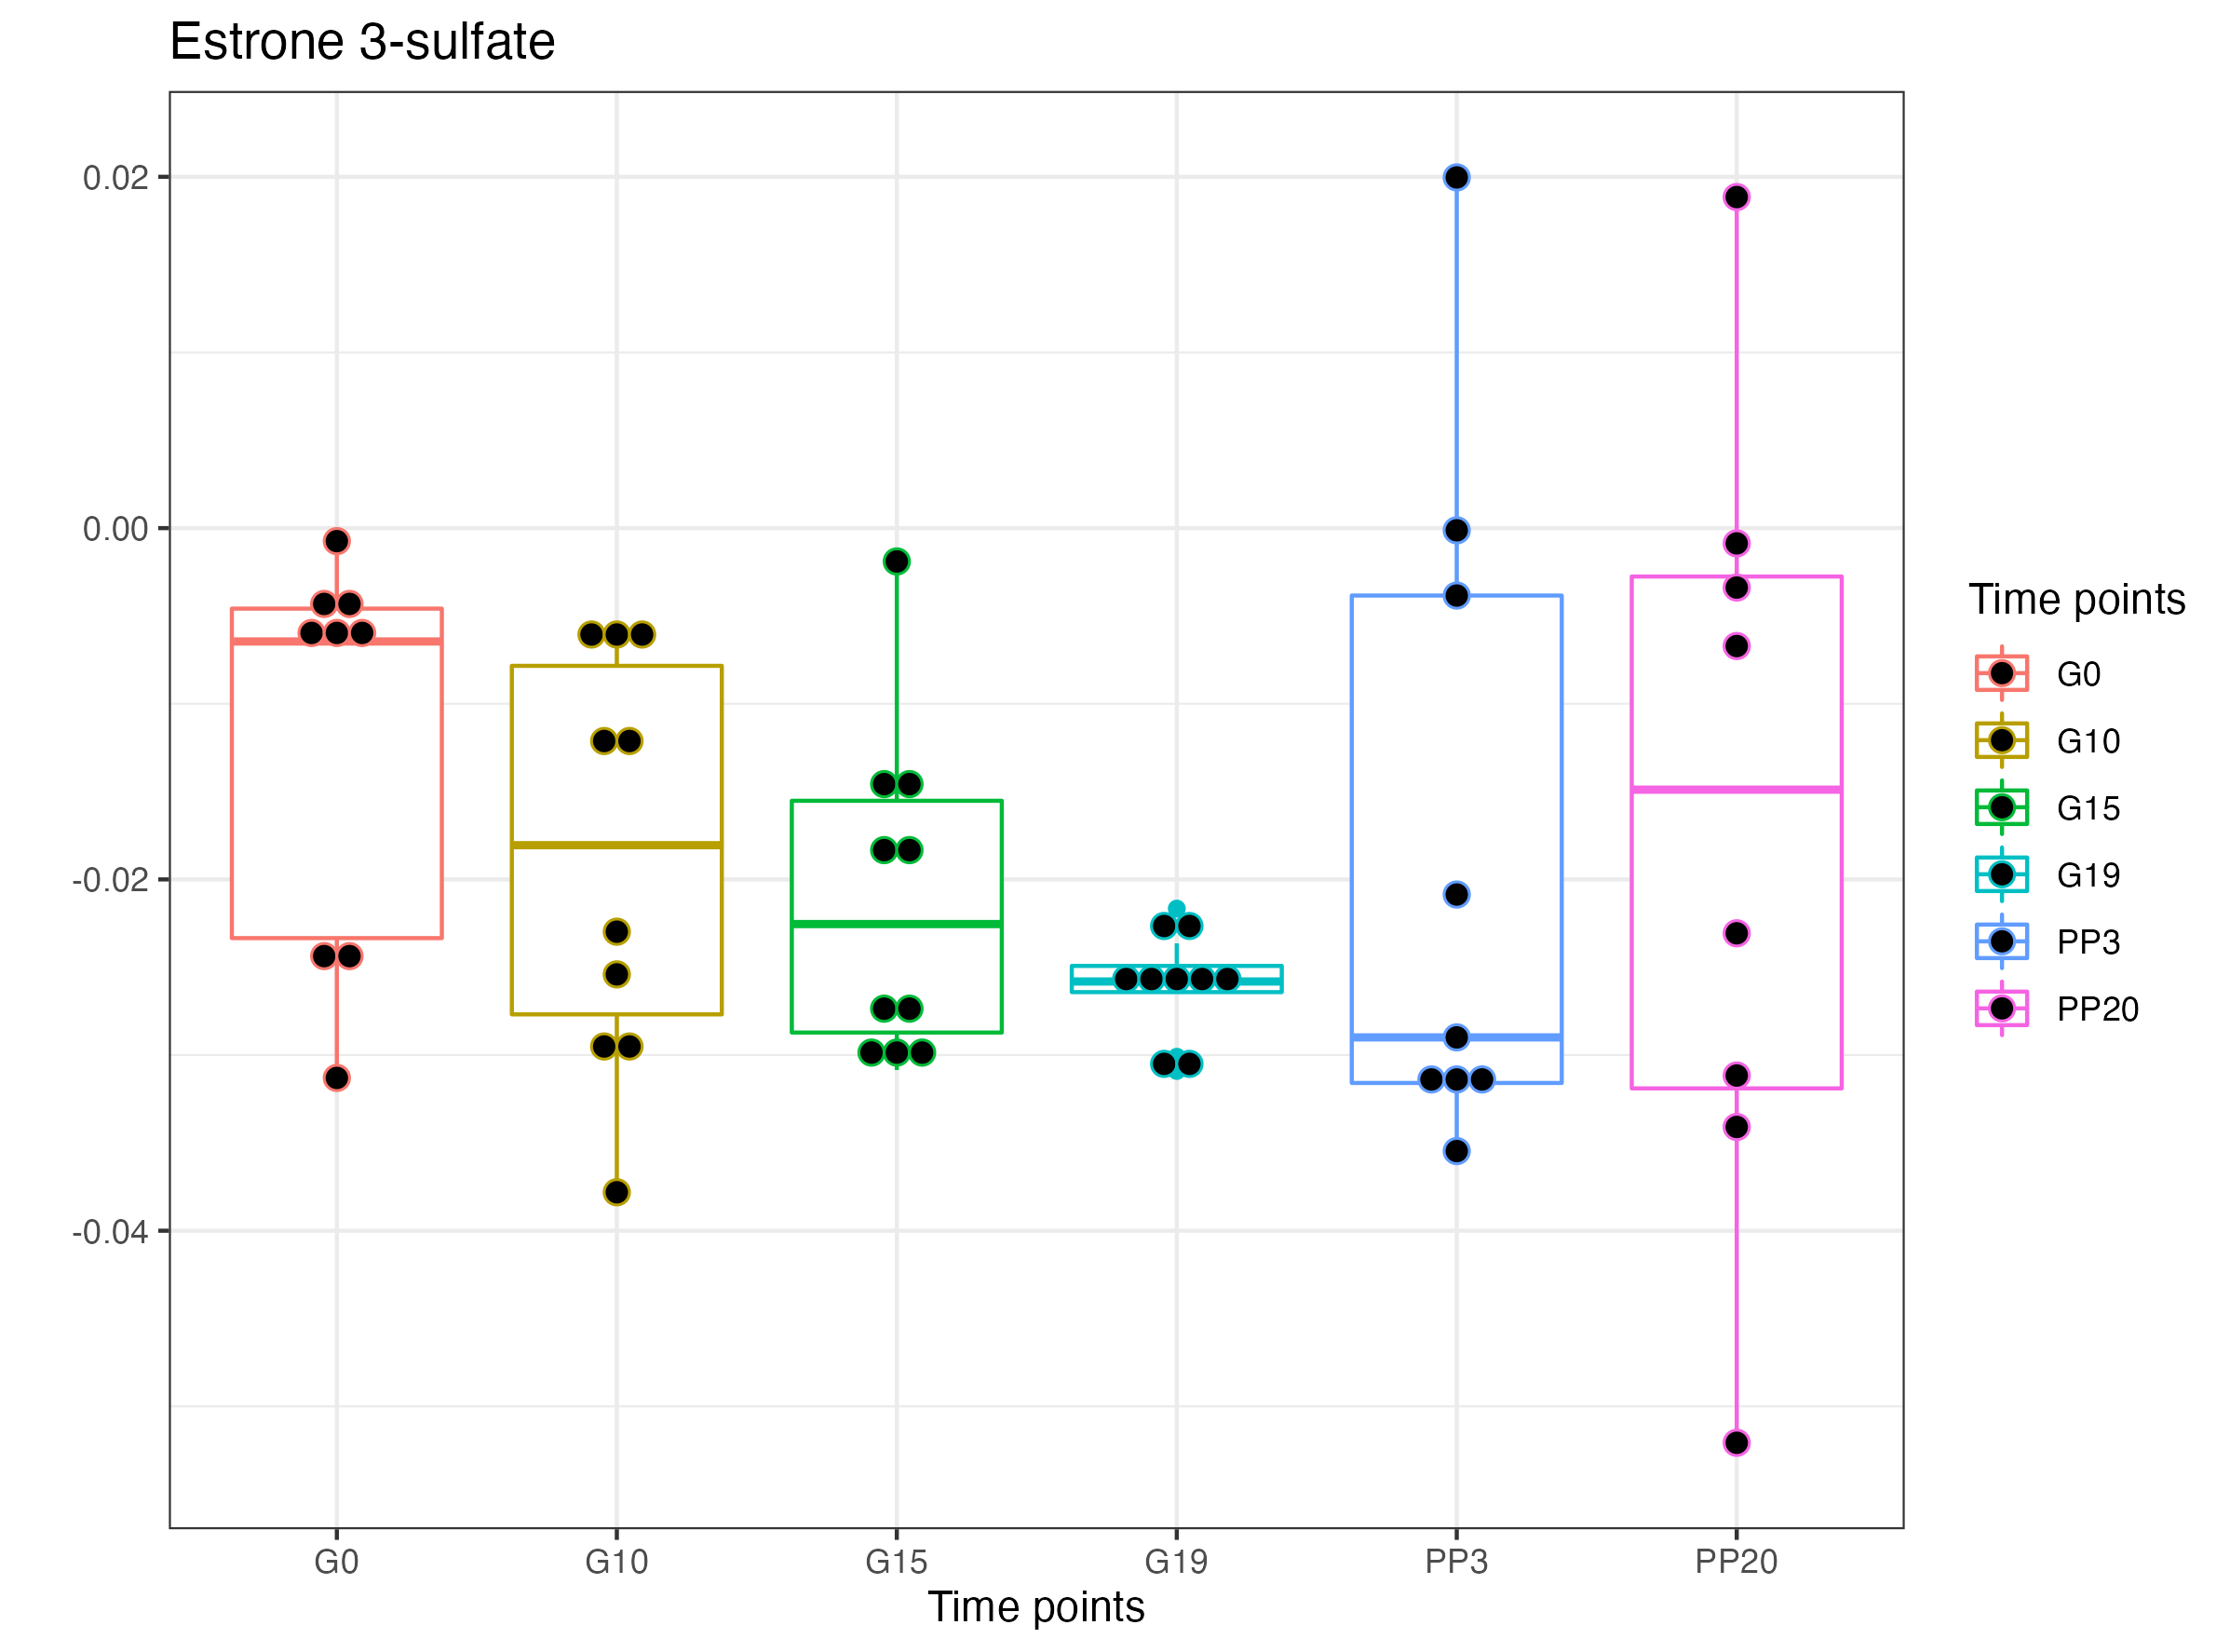 Estrone 3-sulfate
0.02
0.00
-0.02
-0.04
G0 G10 G15 G19 PP3 PP20
Time points
Time points
G0
G10
G15
G19
PP3
PP20